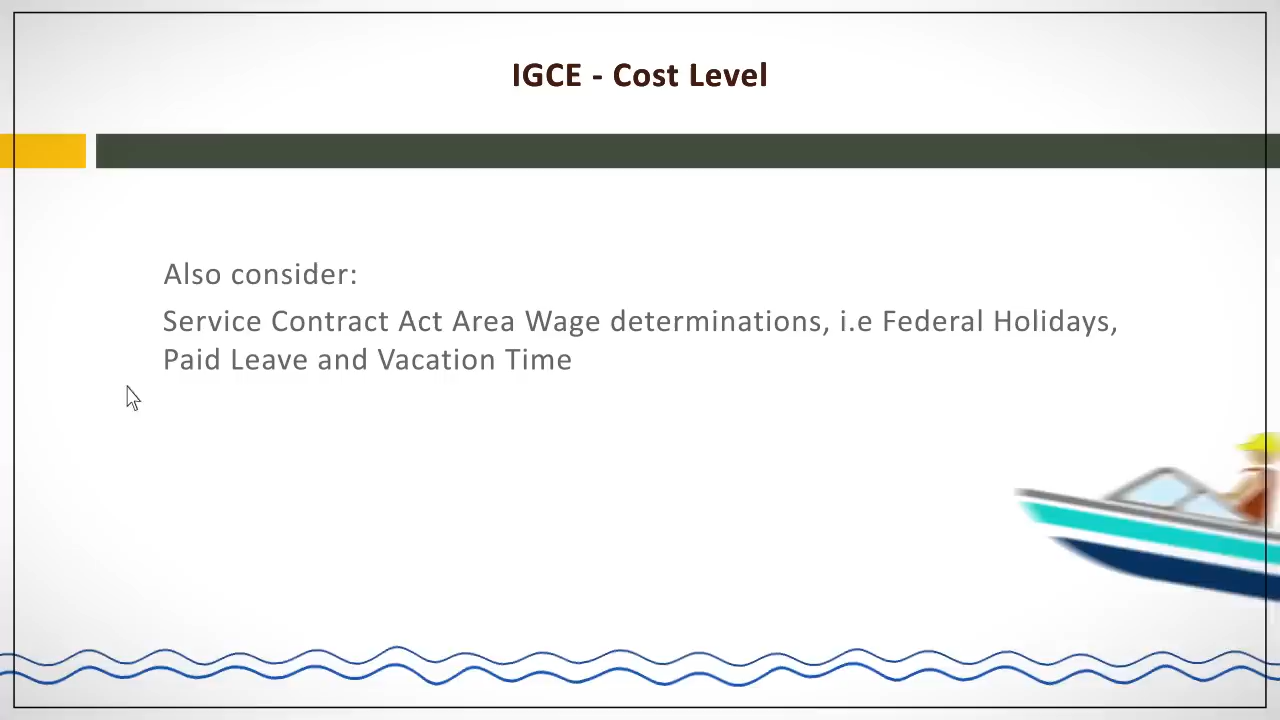 IGCE - Cost Level
Also consider:
Service Contract Act Area Wage determinations, i.e Federal Holidays,
Paid Leave and Vacation Time